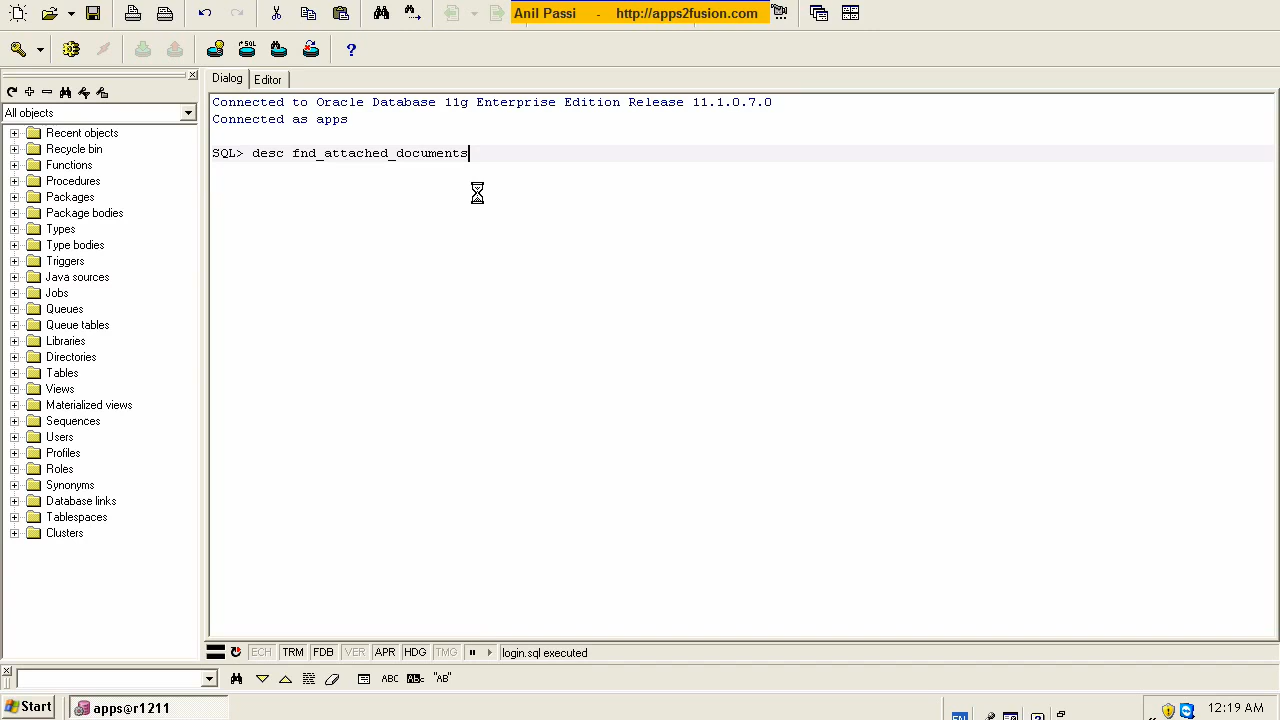 Anil Passi - http://apps2fusion.com
Dialog
Editor
All objects
Recent objects
Recycle bin
Functions
Procedures
Packages
Package bodies
Types
Type bodies
Triggers
Java sources
Jobs
Queues
Queue tables
Libraries
Directories
Tables
Views
Materialized views
Sequences
Users
Profiles
Roles
Synonyms
Database links
Tablespaces
Clusters
Connected to Oracle Database 11g Enterprise Edition Release 11.1.0.7.0
Connected as apps
SQL> desc fnd_attached_documents
ECH TRM FDB VER APR HDG TMG login.sql executed
ABC "AB"
Start apps@r1211 12:19 AM